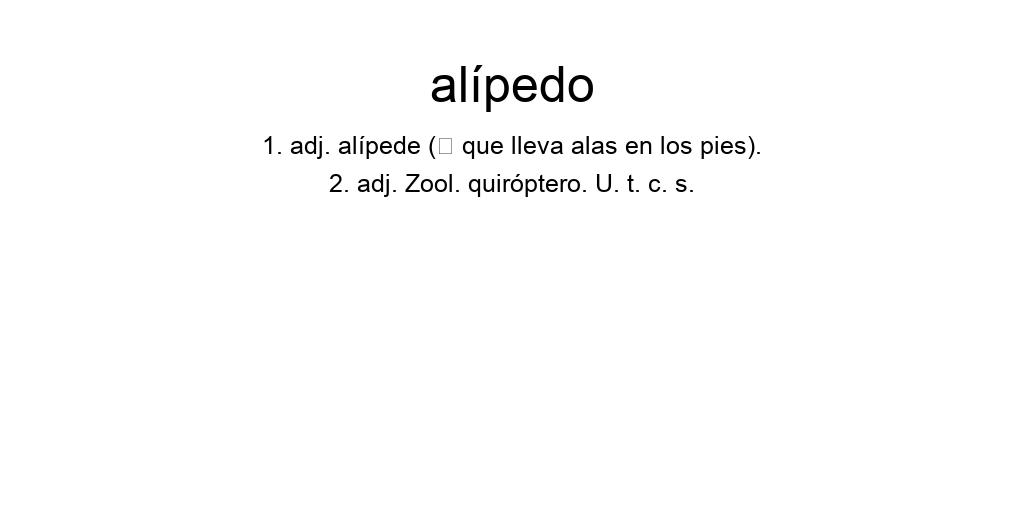 alípedo
1. adj. alípede (□ que lleva alas en los pies).
2. adj. Zool. quiróptero. U. t. c. s.